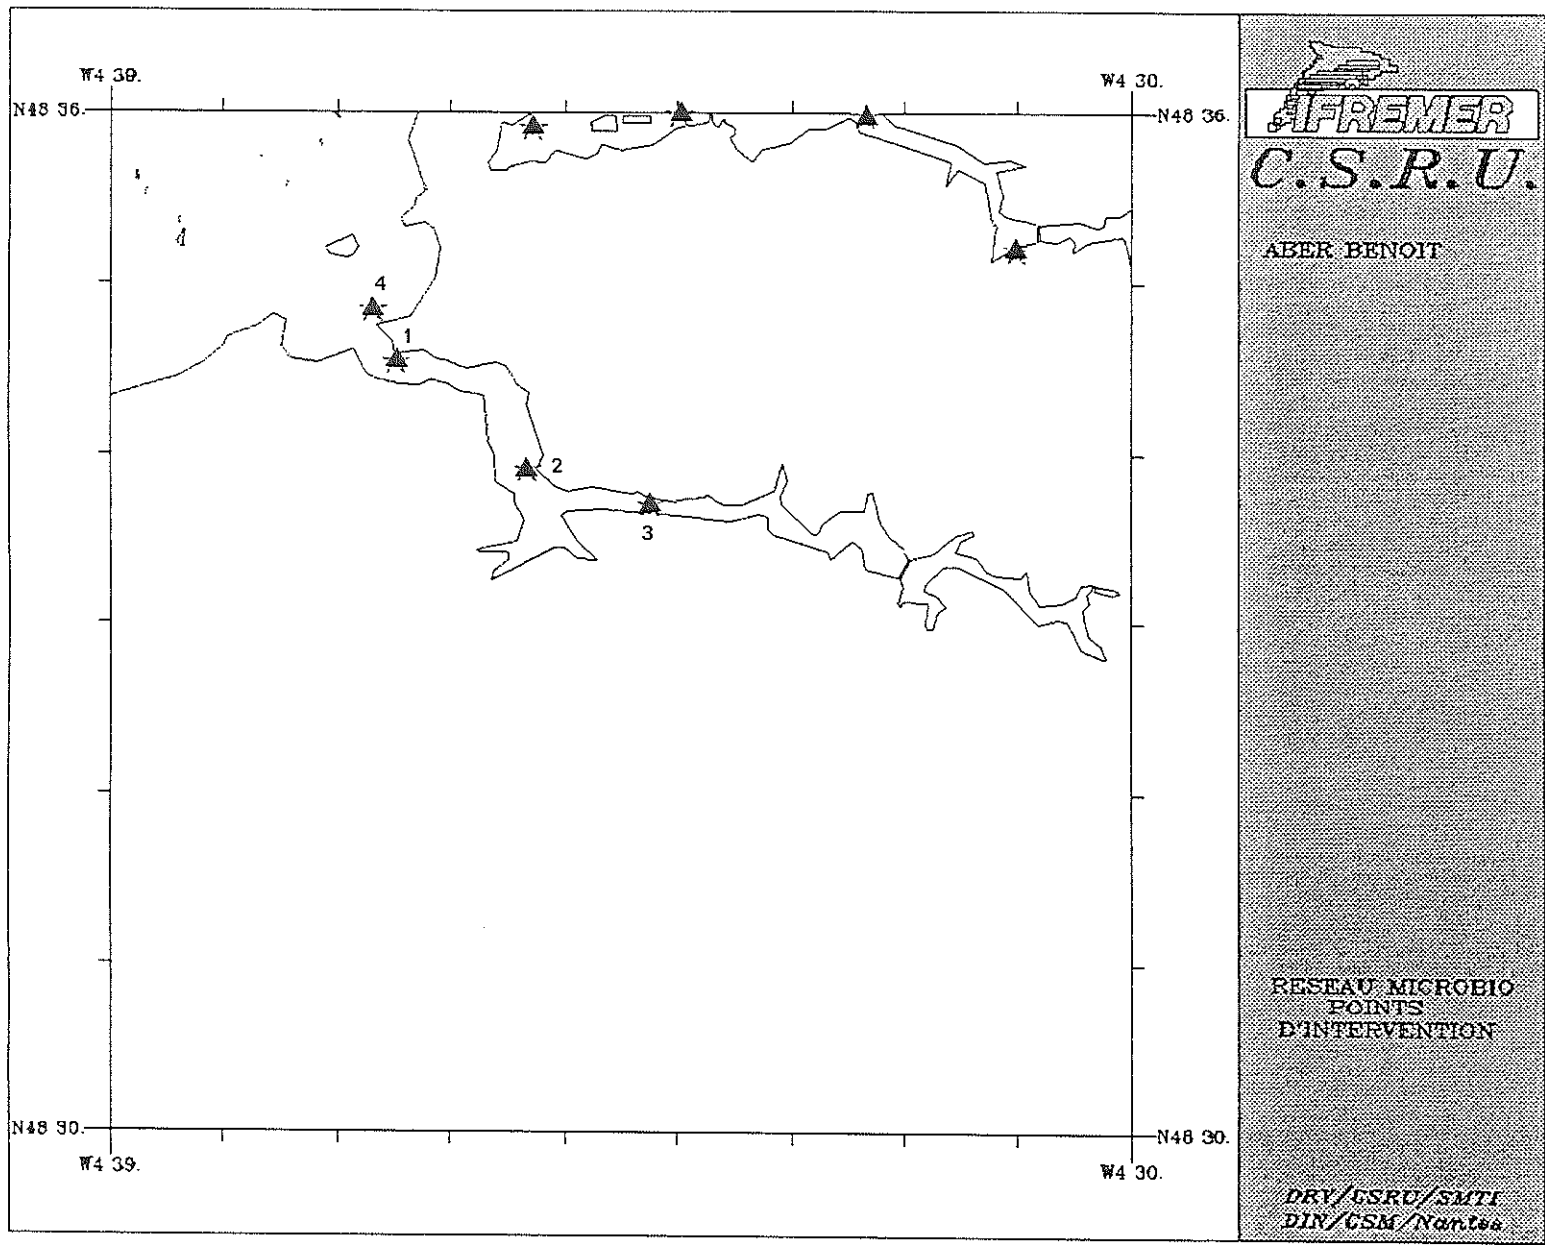 W4 39.
W4 30.
N48 36.
N48 36.
IFREMER
C.S.R.U.
ABER BENOIT
4
1
2
3
RESEAU MICROBIO
POINTS
D'INTERVENTION
N48 30.
N48 30.
W4 39.
W4 30.
DRV/CSRU/SMTI
DIN/CSM/Nantes